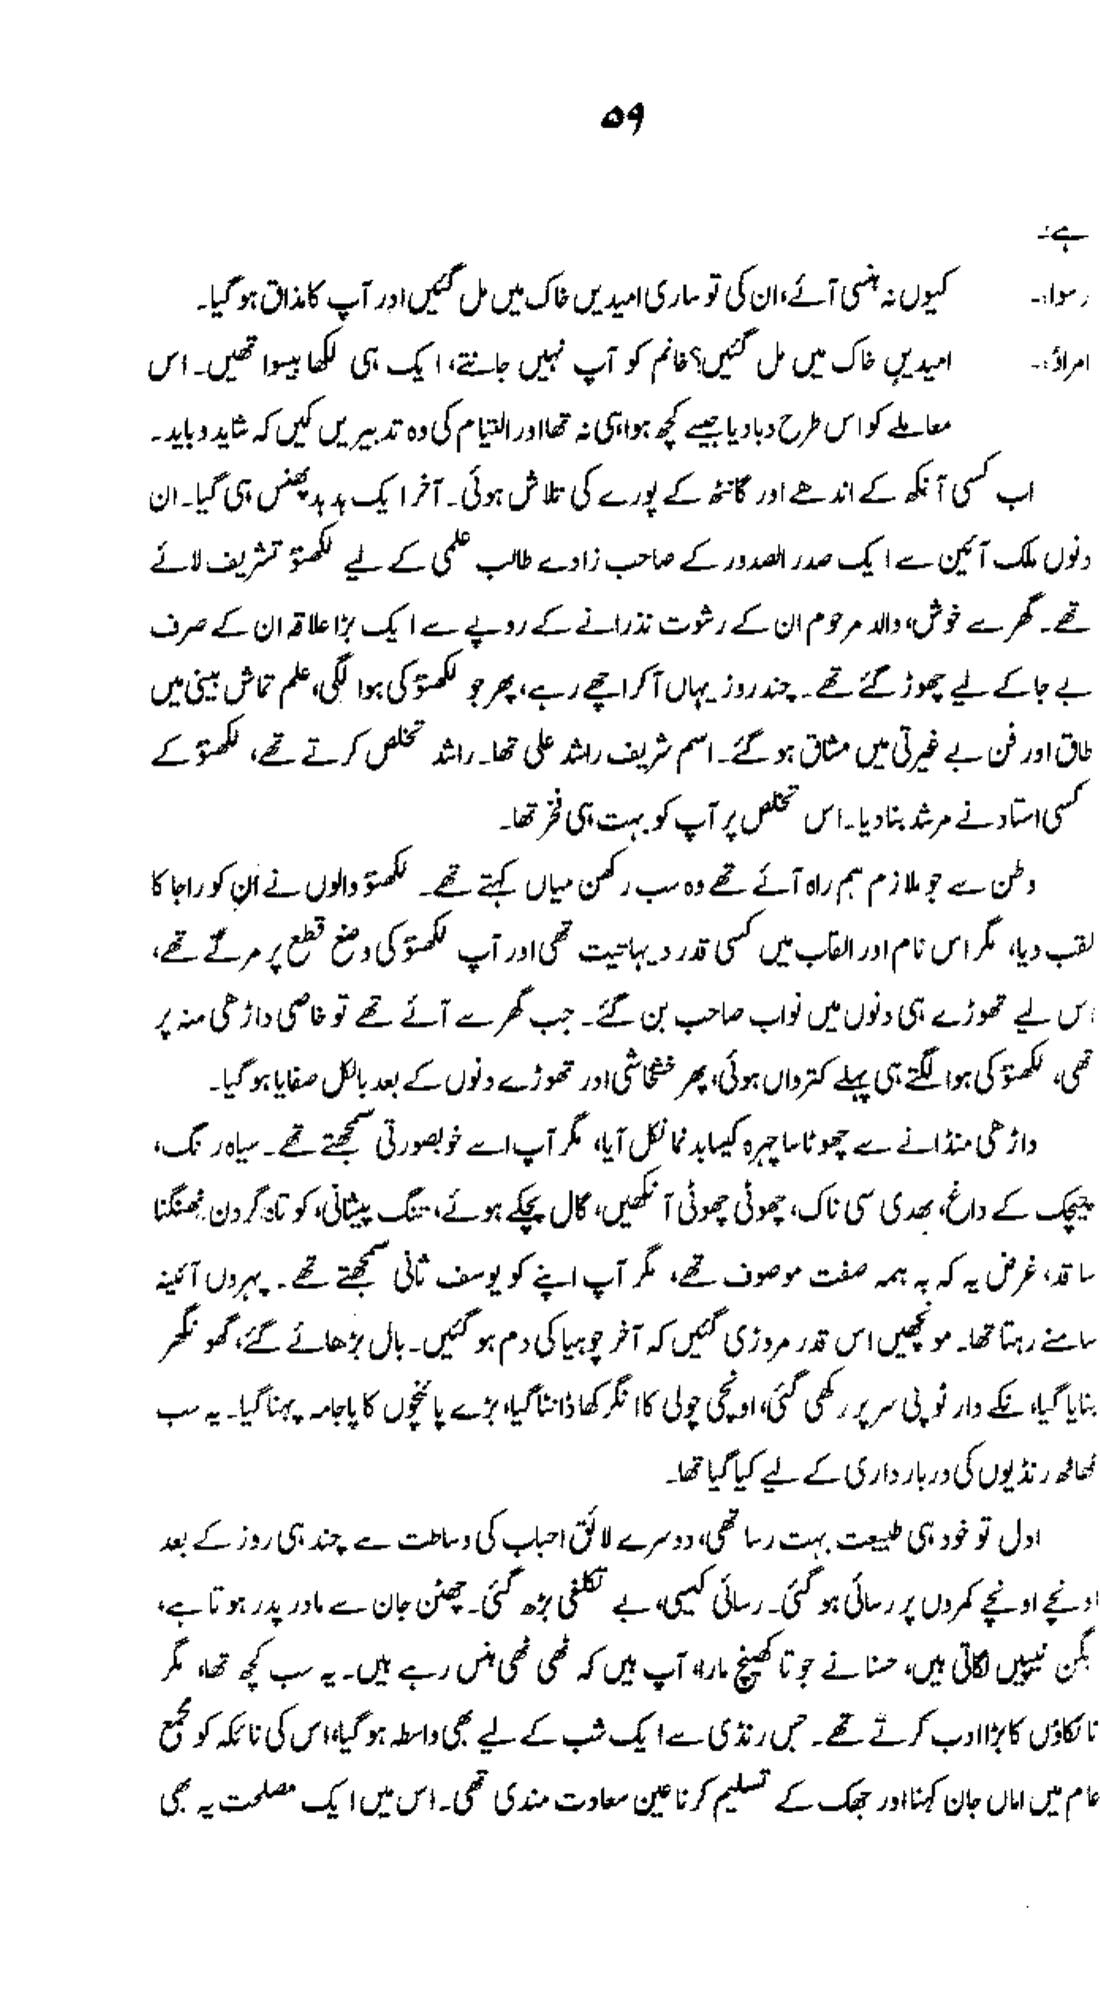 ۵۹
ہے:
رسوا:۔ کیوں نہ ہنسی آئے، ان کی تو ساری امیدیں خاک میں مل گئیں اور آپ کا مذاق ہو گیا۔
امراؤ:۔ امیدیں خاک میں مل گئیں؟ خانم کو آپ نہیں جانتے، ایک ہی لکھا بیسوا تھیں۔ اس
معاملے کو اس طرح دبا دیا جیسے کچھ ہوا ہی نہ تھا اور التیام کی وہ تدبیریں کیں کہ شاید و باید۔
اب کسی آنکھ کے اندھے اور گانٹھ کے پورے کی تلاش ہوئی۔ آخر ایک ہدہد پھنس ہی گیا۔ ان
دنوں ملک آئین سے ایک صدر الصدور کے صاحب زادے طالب علمی کے لیے لکھنؤ تشریف لائے
تھے۔ گھر سے خوش، والد مرحوم ان کے رشوت نذرانے کے روپے سے ایک بڑا علاقہ ان کے صرف
بے جا کے لیے چھوڑ گئے تھے۔ چند روز یہاں آکر اچھے رہے، پھر جو لکھنؤ کی ہوا لگی، علم تماش بینی میں
طاق اور فن بے غیرتی میں مشاق ہو گئے۔ اسم شریف راشد علی تھا۔ راشد تخلص کرتے تھے، لکھنؤ کے
کسی استاد نے مرشد بنا دیا۔ اس تخلص پر آپ کو بہت ہی فخر تھا۔
وطن سے جو ملازم ہم راہ آئے تھے وہ سب رکھن میاں کہتے تھے۔ لکھنؤ والوں نے اُن کو راجا کا
لقب دیا، مگر اس نام اور القاب میں کسی قدر دیہاتیت تھی اور آپ لکھنؤ کی وضع قطع پر مرگئے تھے،
اس لیے تھوڑے ہی دنوں میں نواب صاحب بن گئے۔ جب گھر سے آئے تھے تو خاصی داڑھی منہ پر
تھی، لکھنؤ کی ہوا لگتے ہی پہلے کترواں ہوئی، پھر خشخاشی اور تھوڑے دنوں کے بعد بالکل صفایا ہو گیا۔
داڑھی منڈانے سے چھوٹا سا چہرہ کیسا بد نما نکل آیا، مگر آپ اسے خوبصورتی سمجھتے تھے۔ سیاہ رنگ،
چیچک کے داغ، بھدی سی ناک، چھوٹی چھوٹی آنکھیں، گال پچکے ہوئے، تنگ پیشانی، کوتاہ گردن، ٹھنگنا
سا قد، غرض یہ کہ بہ ہمہ صفت موصوف تھے، مگر آپ اپنے کو یوسف ثانی سمجھتے تھے۔ پہروں آئینہ
سامنے رہتا تھا۔ مونچھیں اس قدر مروڑی گئیں کہ آخر چوہیا کی دم ہو گئیں۔ بال بڑھائے گئے، گھونگھر
بنایا گیا، نکے دار ٹوپی سر پر رکھی گئی، اونچی چولی کا انگرکھا ڈانٹا گیا، بڑے پائنچوں کا پاجامہ پہنا گیا۔ یہ سب
ٹھاٹھ رنڈیوں کی دربار داری کے لیے کیا گیا تھا۔
اول تو خود ہی طبیعت بہت رسا تھی، دوسرے لائق احباب کی وساطت سے چند ہی روز کے بعد
اونچے اونچے کمروں پر رسائی ہو گئی۔ رسائی کیسی، بے تکلفی بڑھ گئی۔ چھٹن جان سے مادر پدر ہوتا ہے،
بگن ٹیپیں لگاتی ہیں، حسنا نے جوتا کھینچ مارا، آپ ہیں کہ ٹھی ٹھی ہنس رہے ہیں۔ یہ سب کچھ تھا، مگر
نائکاؤں کا بڑا ادب کرتے تھے۔ جس رنڈی سے ایک شب کے لیے بھی واسطہ ہو گیا، اس کی نائکہ کو مجمع
عام میں اماں جان کہنا اور جھک کے تسلیم کرنا عین سعادت مندی تھی۔ اس میں ایک مصلحت یہ بھی